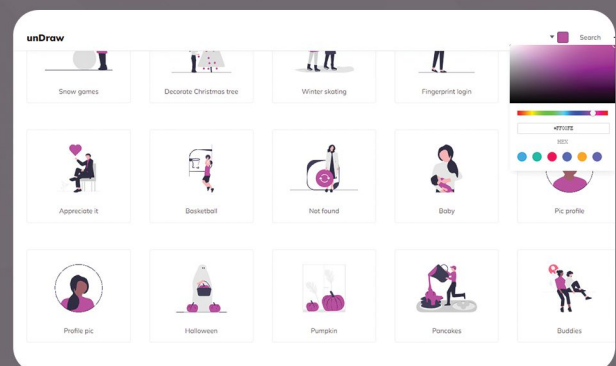 unDraw
Search
Snow games
Decorate Christmas tree
Winter skating
Fingerprint login
HEX
Appreciate it
Basketball
Not found
Baby
Pic profile
Profile pic
Halloween
Pumpkin
Pancakes
Buddies